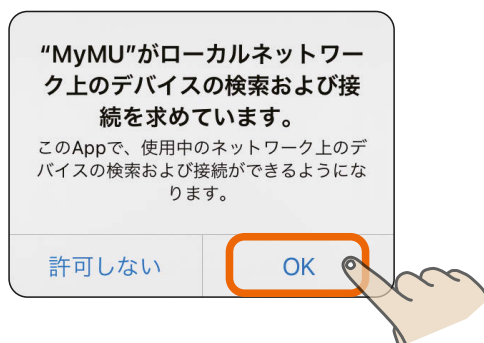 “MyMU”がローカルネットワー
ク上のデバイスの検索および接
続を求めています。
このAppで、使用中のネットワーク上のデ
バイスの検索および接続ができるようにな
ります。
許可しない
OK